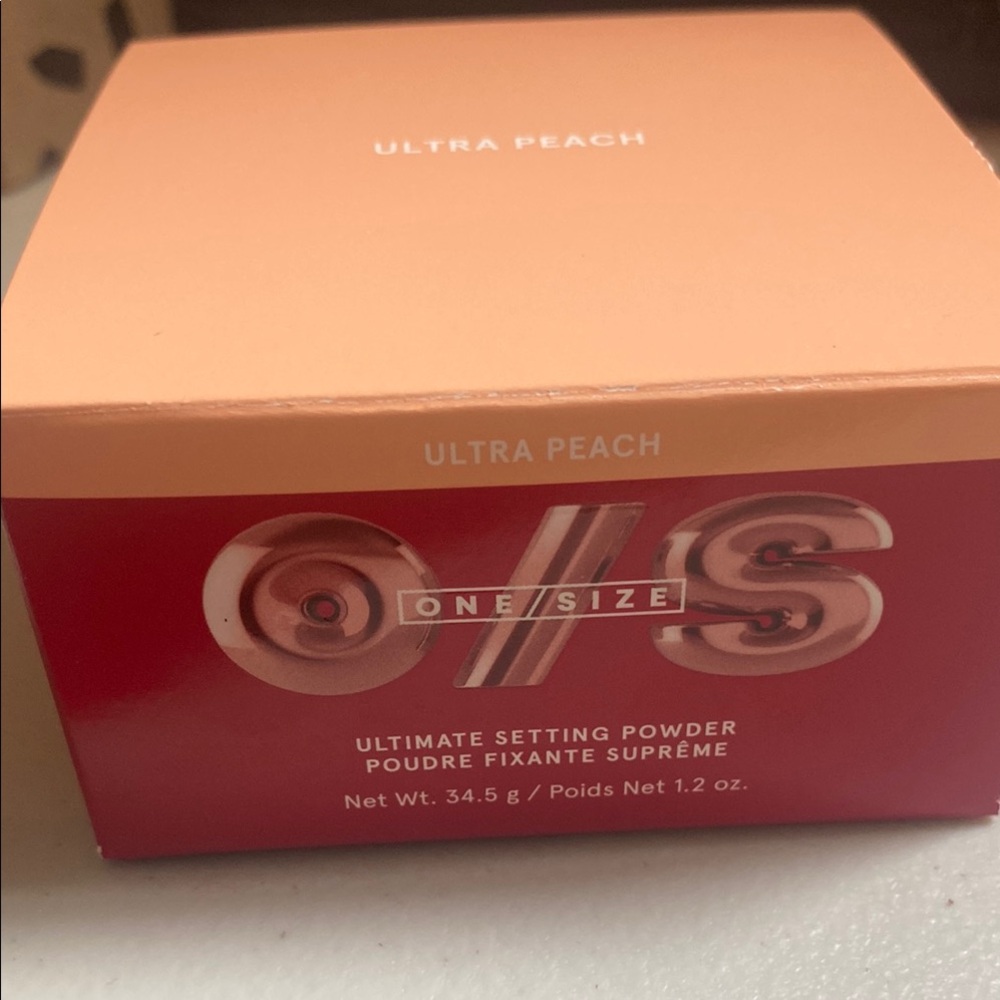 ULTRA PEACH
ULTRA PEACH
O/S
ONE/SIZE
ULTIMATE SETTING POWDER
POUDRE FIXANTE SUPRÊME
Net Wt. 34.5 g / Poids Net 1.2 oz.